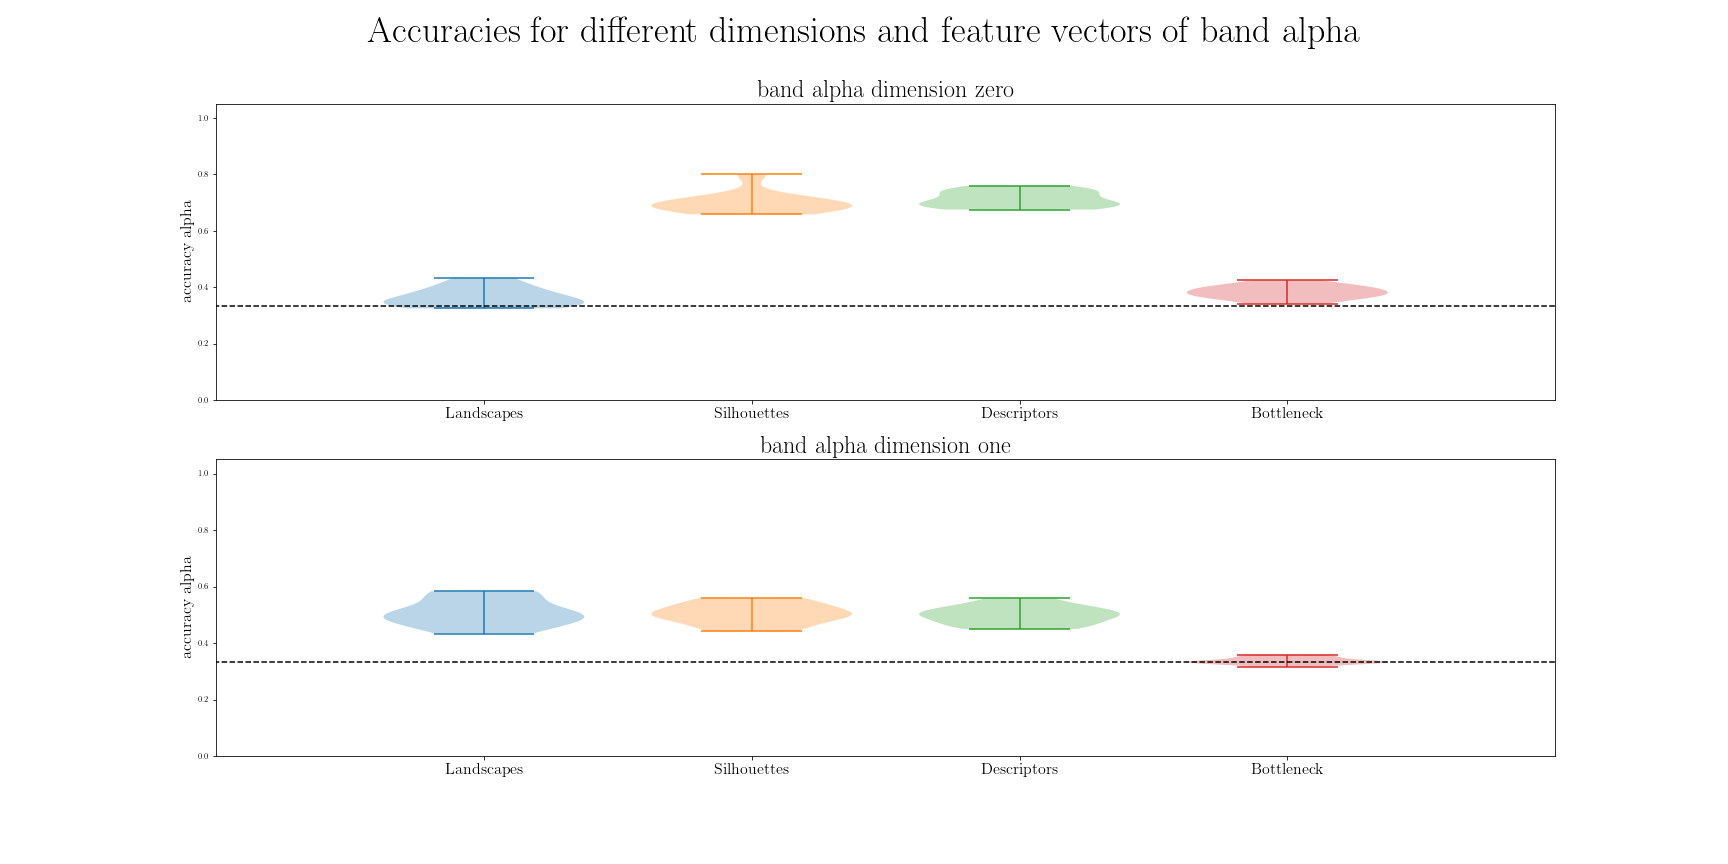 Accuracies for different dimensions and feature vectors of band alpha
band alpha dimension zero
accuracy alpha
1.0
0.8
0.6
0.4
0.2
0.0
Landscapes Silhouettes Descriptors Bottleneck
band alpha dimension one
accuracy alpha
1.0
0.8
0.6
0.4
0.2
0.0
Landscapes Silhouettes Descriptors Bottleneck